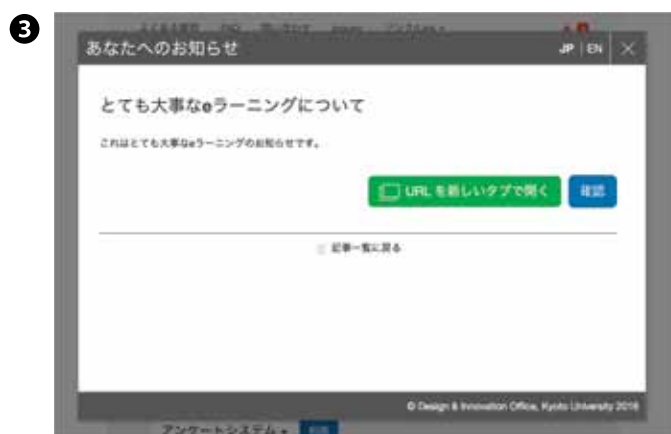 ❸
あなたへのお知らせ
JP | EN ×
とても大事なeラーニングについて
これはとても大事なeラーニングのお知らせです。
URL を新しいタブで開く 確認
記事一覧に戻る
© Design & Innovation Office, Kyoto University 2016
アンケートシステム